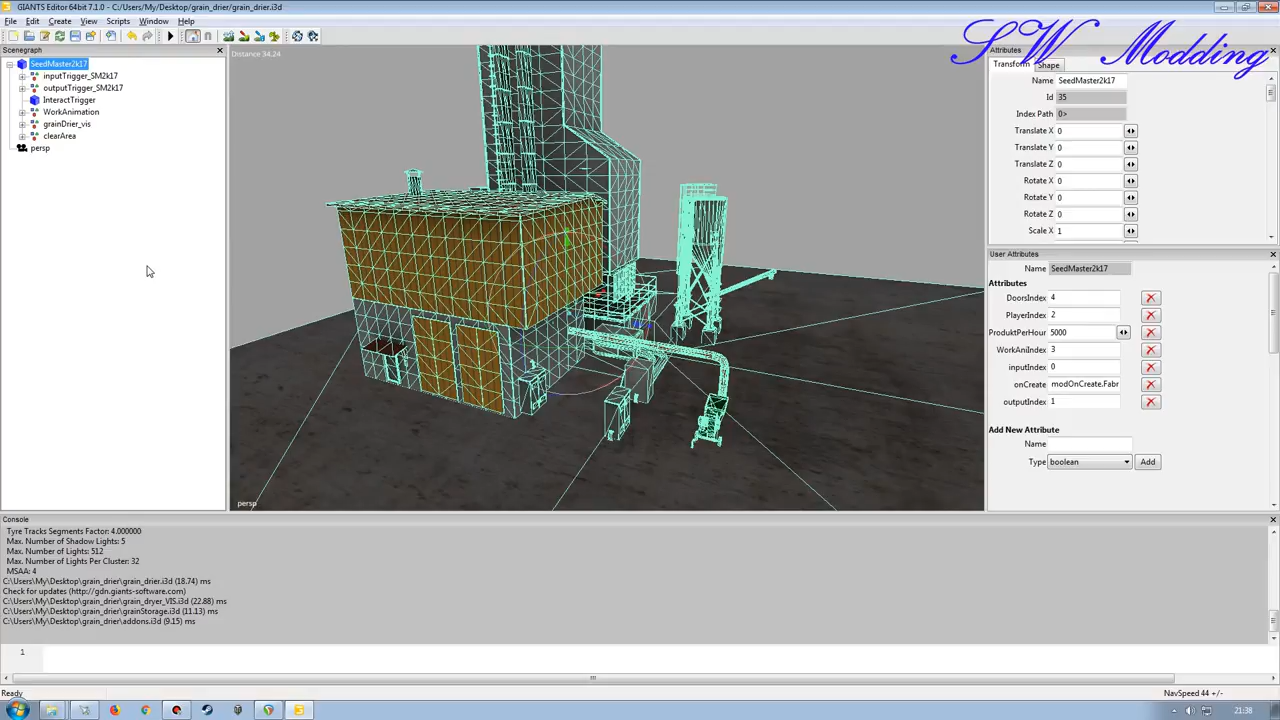 GIANTS Editor 64bit 7.1.0 - C:/Users/My/Desktop/grain_drier/grain_drier.i3d
File Edit Create View Scripts Window Help
SW Modding
Scenegraph
SeedMaster2k17
inputTrigger_SM2k17
outputTrigger_SM2k17
InteractTrigger
WorkAnimation
grainDrier_vis
clearArea
persp
Distance 34,24
persp
Attributes
Transform Shape
Name SeedMaster2k17
Id 35
Index Path 0>
Translate X 0
Translate Y 0
Translate Z 0
Rotate X 0
Rotate Y 0
Rotate Z 0
Scale X 1
User Attributes
Name SeedMaster2k17
Attributes
DoorsIndex 4
PlayerIndex 2
ProduktPerHour 5000
WorkAniIndex 3
inputIndex 0
onCreate modOnCreate.Fabr
outputIndex 1
Add New Attribute
Name
Type boolean Add
Console
Tyre Tracks Segments Factor: 4.000000
Max. Number of Shadow Lights: 5
Max. Number of Lights: 512
Max. Number of Lights Per Cluster: 32
MSAA: 4
C:\Users\My\Desktop\grain_drier\grain_drier.i3d (18.74) ms
Check for updates (http://gdn.giants-software.com)
C:\Users\My\Desktop\grain_drier\grain_dryer_VIS.i3d (22.88) ms
C:\Users\My\Desktop\grain_drier\grainStorage.i3d (11.13) ms
C:\Users\My\Desktop\grain_drier\addons.i3d (9.15) ms
1
Ready
NavSpeed 44 +/-
21:38